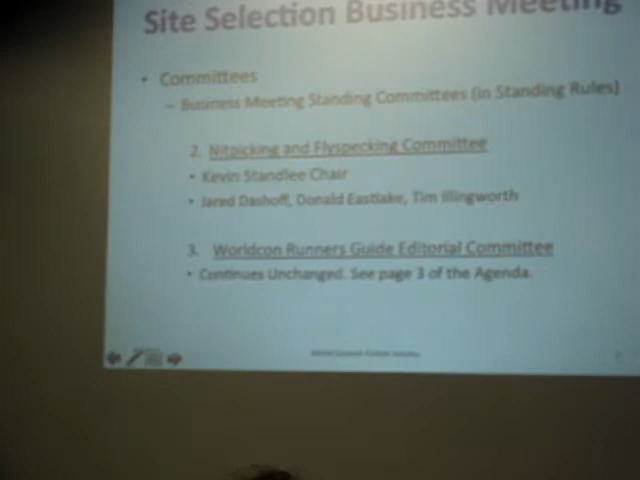 Site Selection Business Meeting
• Committees
– Business Meeting Standing Committees (in Standing Rules)
2. Nitpicking and Flyspecking Committee
• Kevin Standlee Chair
• Jared Dashoff, Donald Eastlake, Tim Illingworth
3. Worldcon Runners Guide Editorial Committee
• Continues Unchanged. See page 3 of the Agenda.